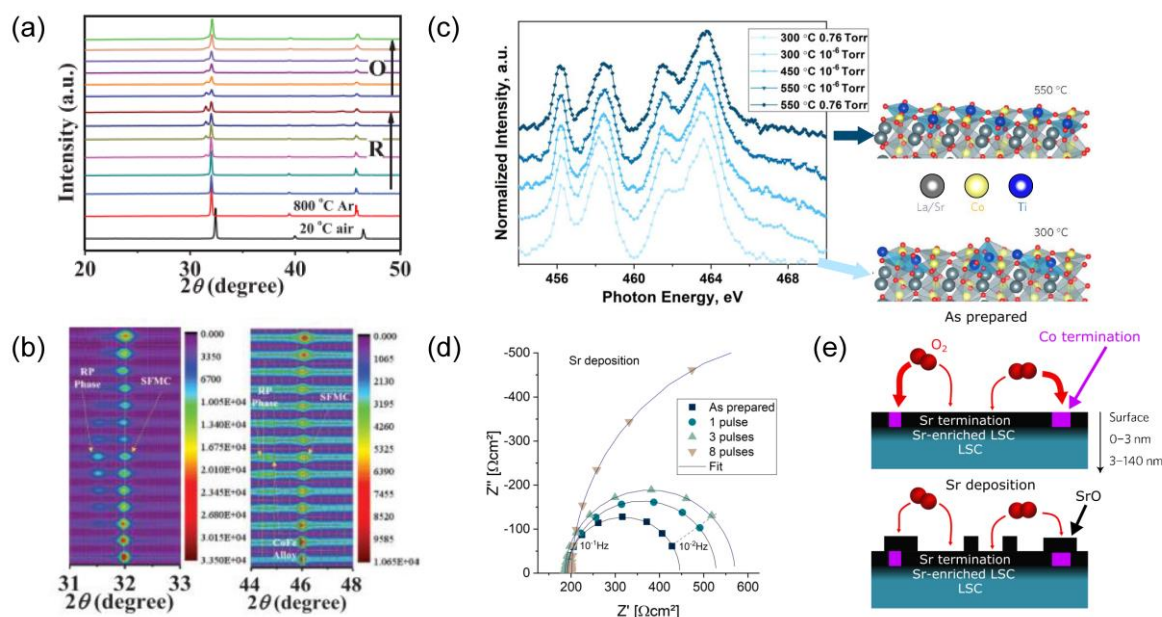 (a)
Intensity (a.u.)
O
R
800 °C Ar
20 °C air
20
30
40
50
2θ (degree)
(b)
RP
Phase
SFMC
0.000
3350
6700
1.005E+04
1.340E+04
1.675E+04
2.010E+04
2.345E+04
2.680E+04
3.015E+04
3.350E+04
31
32
33
2θ (degree)
RP
Phase
SFMC
CoFe
Alloy
0.000
1065
2130
3195
4260
5325
6390
7455
8520
9585
1.065E+04
44
46
48
2θ (degree)
(c)
Normalized Intensity, a.u.
300 °C 0.76 Torr
300 °C 10⁻⁶ Torr
450 °C 10⁻⁶ Torr
550 °C 10⁻⁶ Torr
550 °C 0.76 Torr
456
460
464
468
Photon Energy, eV
550 °C
La/Sr
Co
Ti
300 °C
As prepared
(d)
Sr deposition
-500
-400
-300
-200
-100
0
Z'' [Ωcm²]
As prepared
1 pulse
3 pulses
8 pulses
Fit
10⁻¹Hz
10⁻²Hz
200
300
400
500
600
Z' [Ωcm²]
(e)
Co termination
O₂
Sr termination
Sr-enriched LSC
LSC
Surface
0–3 nm
3–140 nm
Sr deposition
SrO
Sr termination
Sr-enriched LSC
LSC